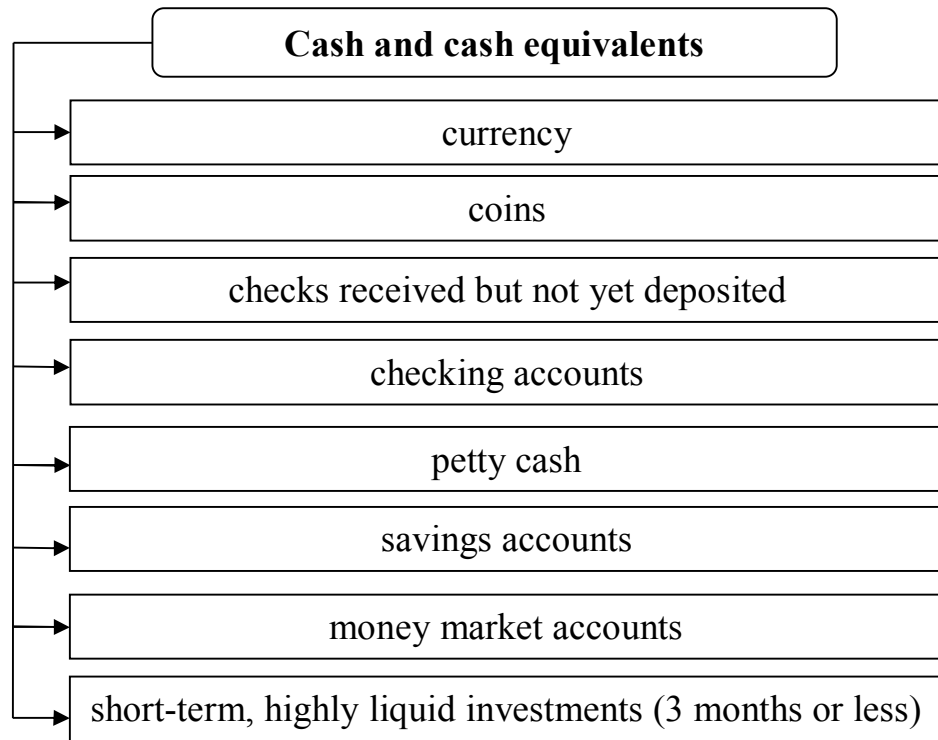 Cash and cash equivalents
currency
coins
checks received but not yet deposited
checking accounts
petty cash
savings accounts
money market accounts
short-term, highly liquid investments (3 months or less)